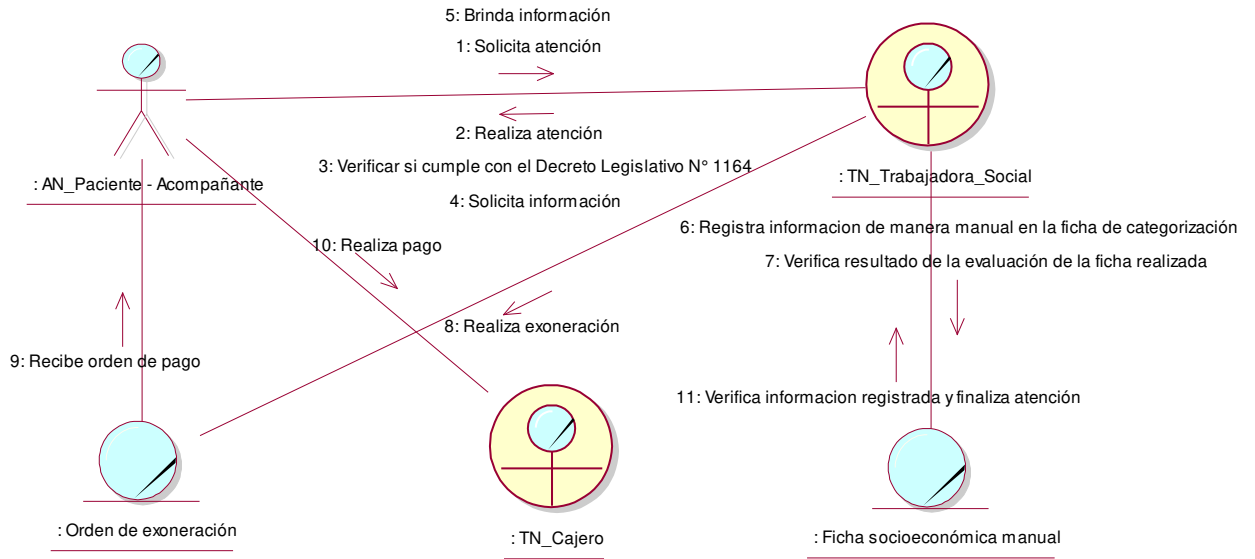 5: Brinda información
1: Solicita atención
2: Realiza atención
3: Verificar si cumple con el Decreto Legislativo N° 1164
4: Solicita información
: AN_Paciente - Acompañante
: TN_Trabajadora_Social
6: Registra informacion de manera manual en la ficha de categorización
7: Verifica resultado de la evaluación de la ficha realizada
10: Realiza pago
8: Realiza exoneración
9: Recibe orden de pago
11: Verifica informacion registrada y finaliza atención
: Orden de exoneración
: TN_Cajero
: Ficha socioeconómica manual